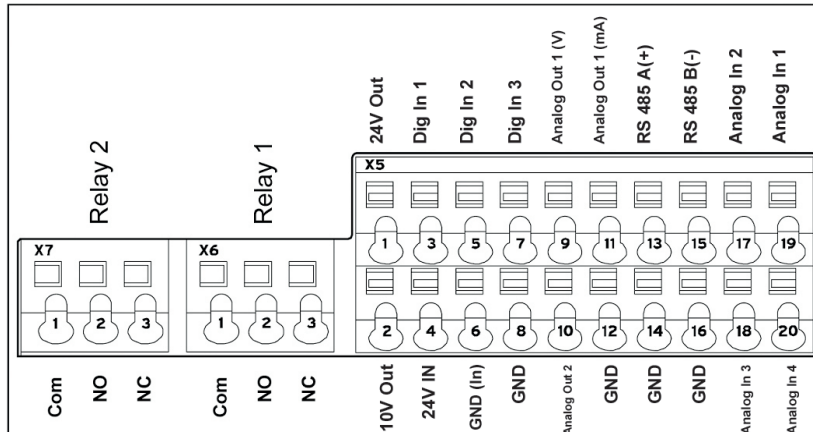 24V Out
Dig In 1
Dig In 2
Dig In 3
Analog Out 1 (V)
Analog Out 1 (mA)
RS 485 A(+)
RS 485 B(-)
Analog In 2
Analog In 1
Relay 2
Relay 1
X5
1 3 5 7 9 11 13 15 17 19
X7
X6
1 2 3
1 2 3
2 4 6 8 10 12 14 16 18 20
Com
NO
NC
Com
NO
NC
10V Out
24V IN
GND (In)
GND
Analog Out 2
GND
GND
GND
Analog In 3
Analog In 4